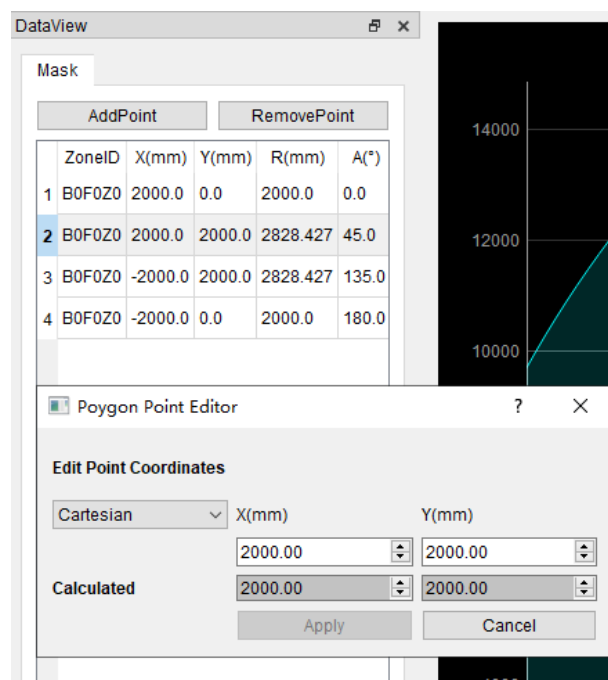 DataView
Mask
AddPoint RemovePoint
ZoneID X(mm) Y(mm) R(mm) A(°)
1 B0F0Z0 2000.0 0.0 2000.0 0.0
2 B0F0Z0 2000.0 2000.0 2828.427 45.0
3 B0F0Z0 -2000.0 2000.0 2828.427 135.0
4 B0F0Z0 -2000.0 0.0 2000.0 180.0
14000
12000
10000
Poygon Point Editor ?
Edit Point Coordinates
Cartesian X(mm) Y(mm)
2000.00 2000.00
Calculated 2000.00 2000.00
Apply Cancel